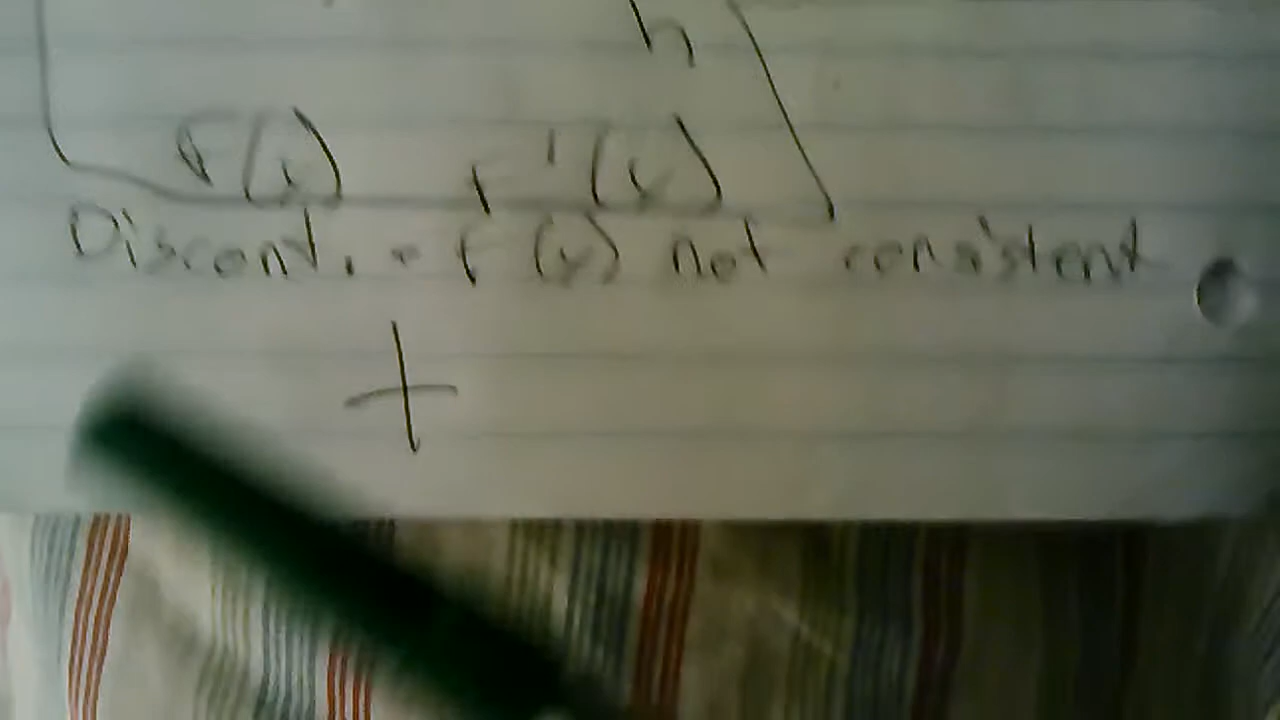 h
F(x) F'(x)
Discont. = F(x) not consistent
+